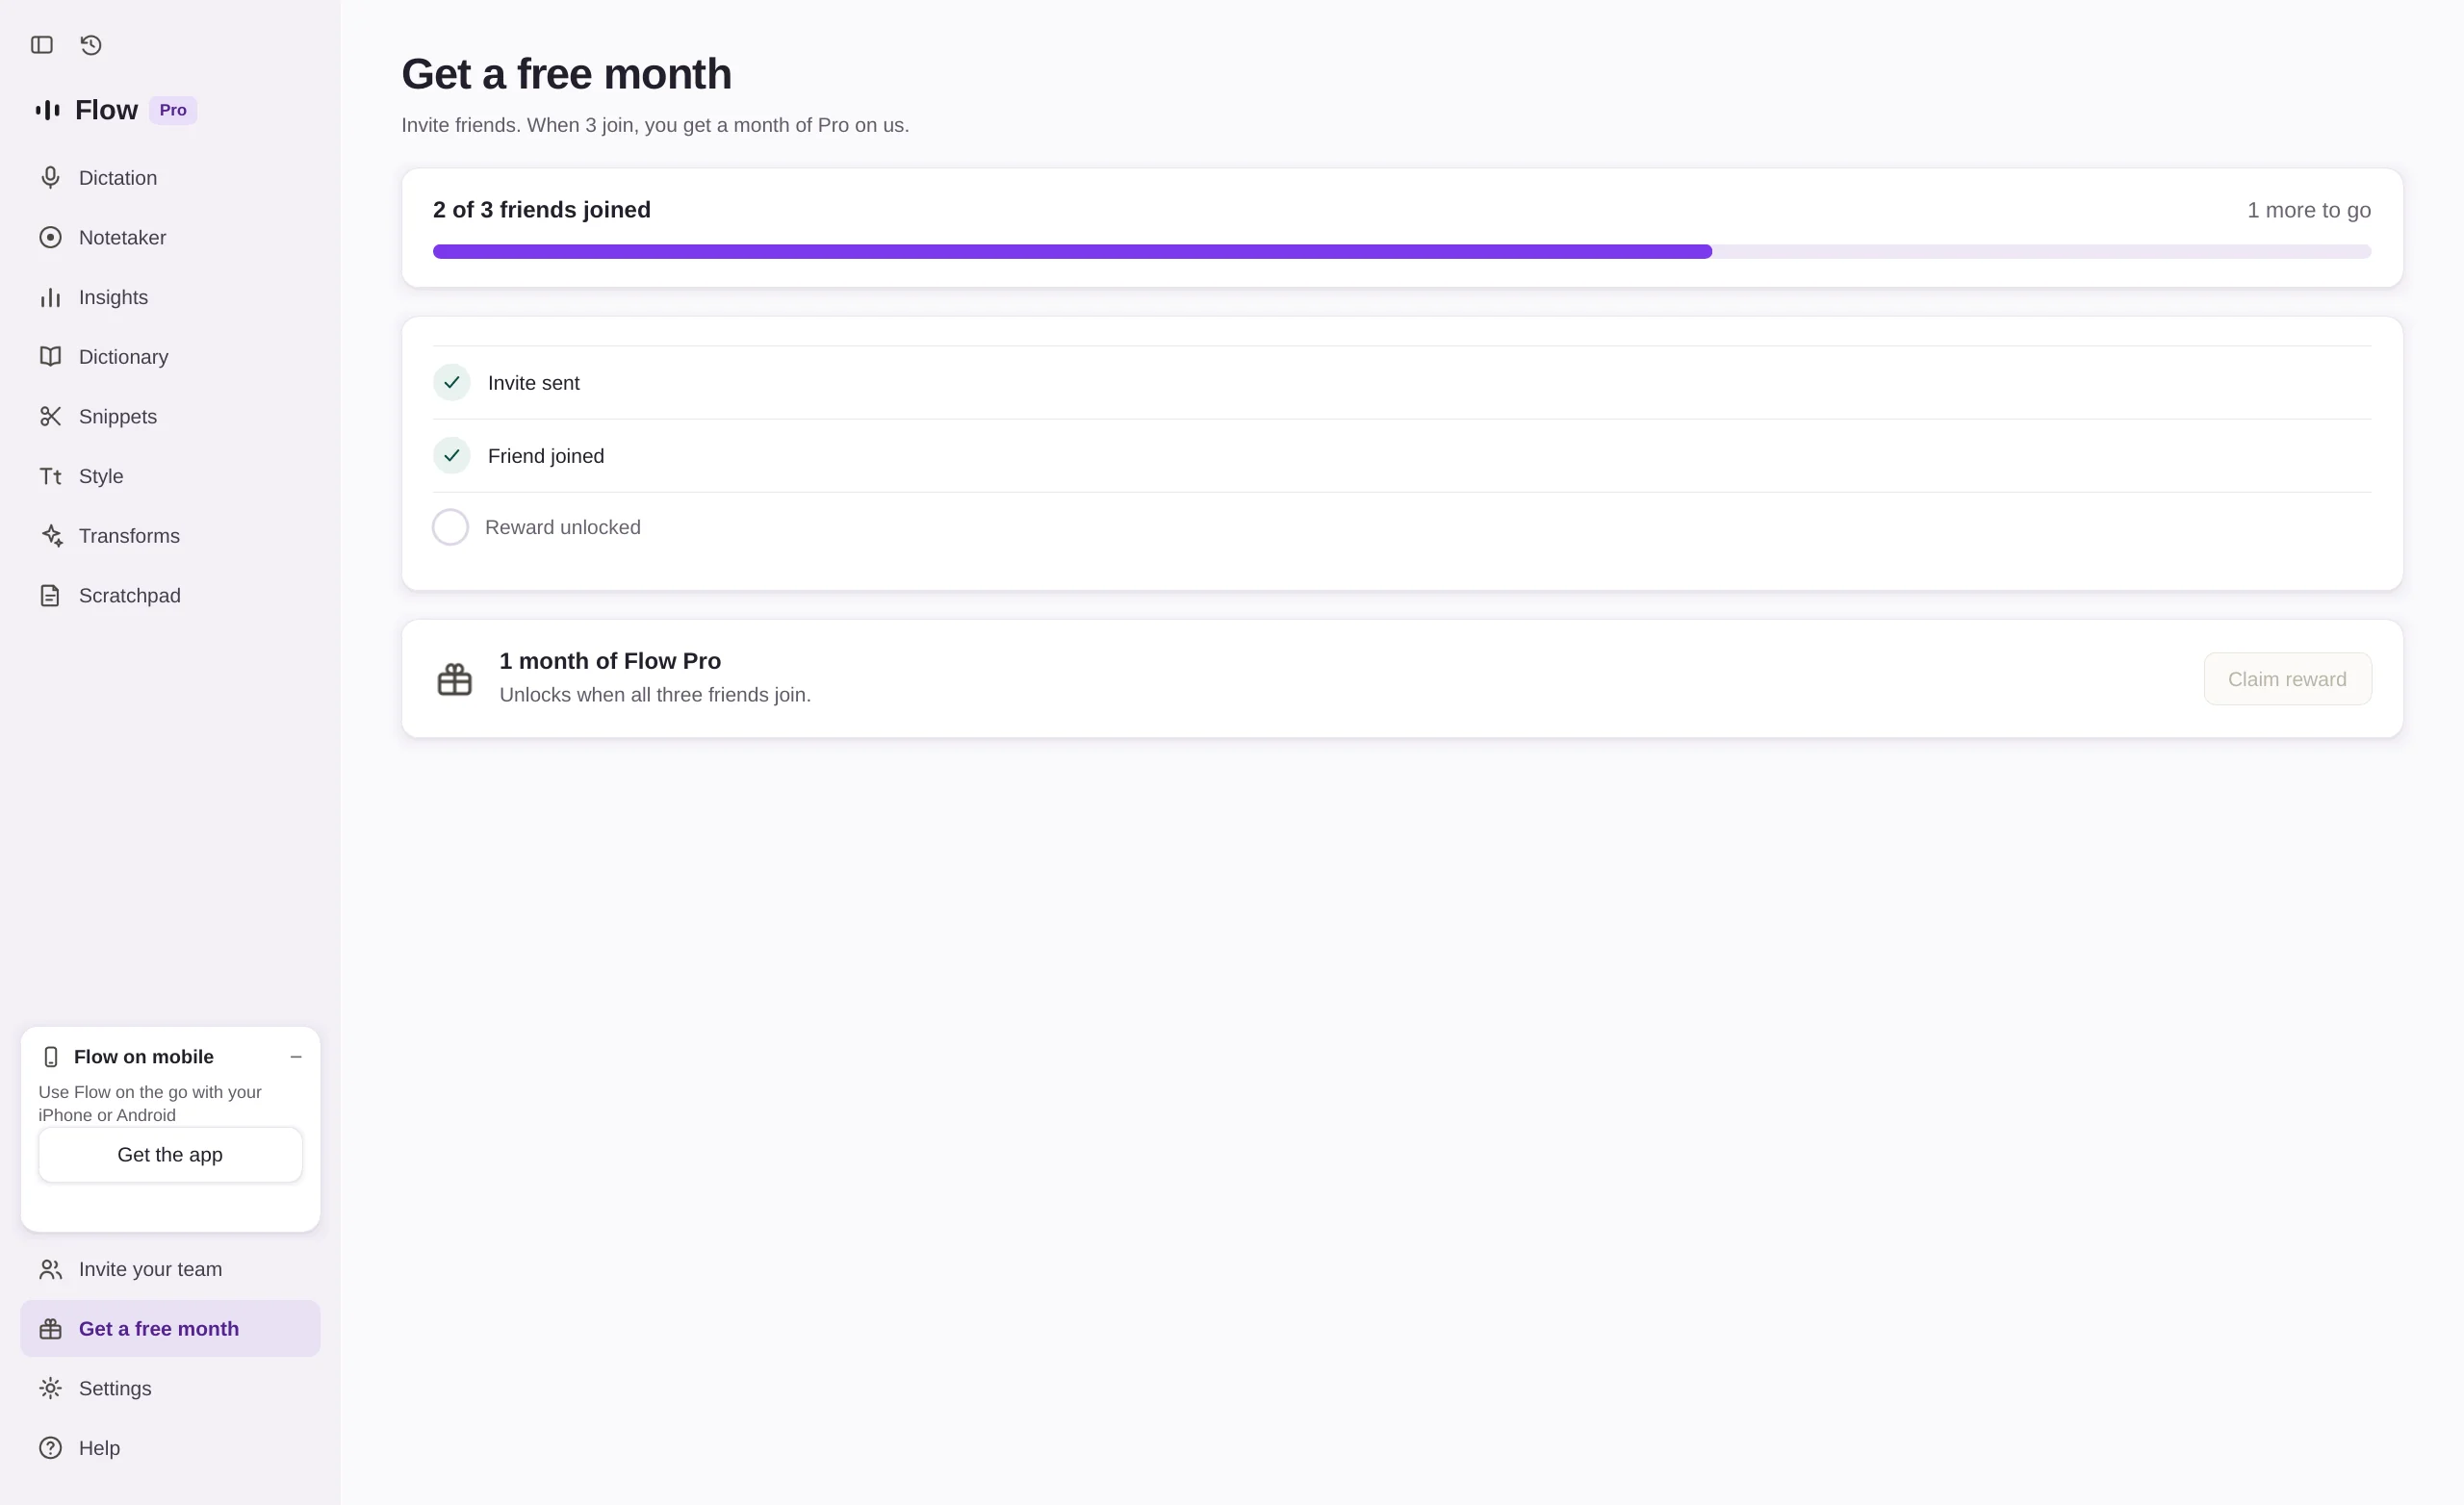 Flow Pro
Dictation
Notetaker
Insights
Dictionary
Snippets
Style
Transforms
Scratchpad
Flow on mobile
Use Flow on the go with your
iPhone or Android
Get the app
Invite your team
Get a free month
Settings
Help
Get a free month
Invite friends. When 3 join, you get a month of Pro on us.
2 of 3 friends joined
1 more to go
Invite sent
Friend joined
Reward unlocked
1 month of Flow Pro
Unlocks when all three friends join.
Claim reward